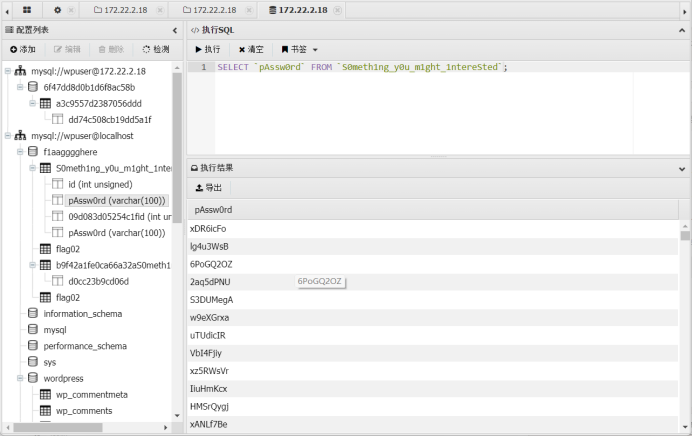 172.22.2.18
172.22.2.18
172.22.2.18
配置列表
添加 编辑 删除 检测
mysql://wpuser@172.22.2.18
6f47dd8d0b1d6f8ac58b
a3c9557d2387056ddd
dd74c508cb19dd5a1f
mysql://wpuser@localhost
f1aagggghere
S0meth1ng_y0u_m1ght_1nter
id (int unsigned)
pAssw0rd (varchar(100))
09d083d05254c1fid (int un
pAssw0rd (varchar(100))
flag02
b9f42a1fe0ca66a32aS0meth1
d0cc23b9cd06d
flag02
information_schema
mysql
performance_schema
sys
wordpress
wp_commentmeta
wp_comments
执行SQL
执行 清空 书签
1 SELECT `pAssw0rd` FROM `S0meth1ng_y0u_m1ght_1ntereSted`;
执行结果
导出
pAssw0rd
xDR6icFo
lg4u3WsB
6PoGQ2OZ
2aq5dPNU
6PoGQ2OZ
S3DUMegA
w9eXGrxa
uTUdicIR
VbI4FJiy
xz5RWsVr
IiuHmKcx
HMSrQygj
xANLf7Be